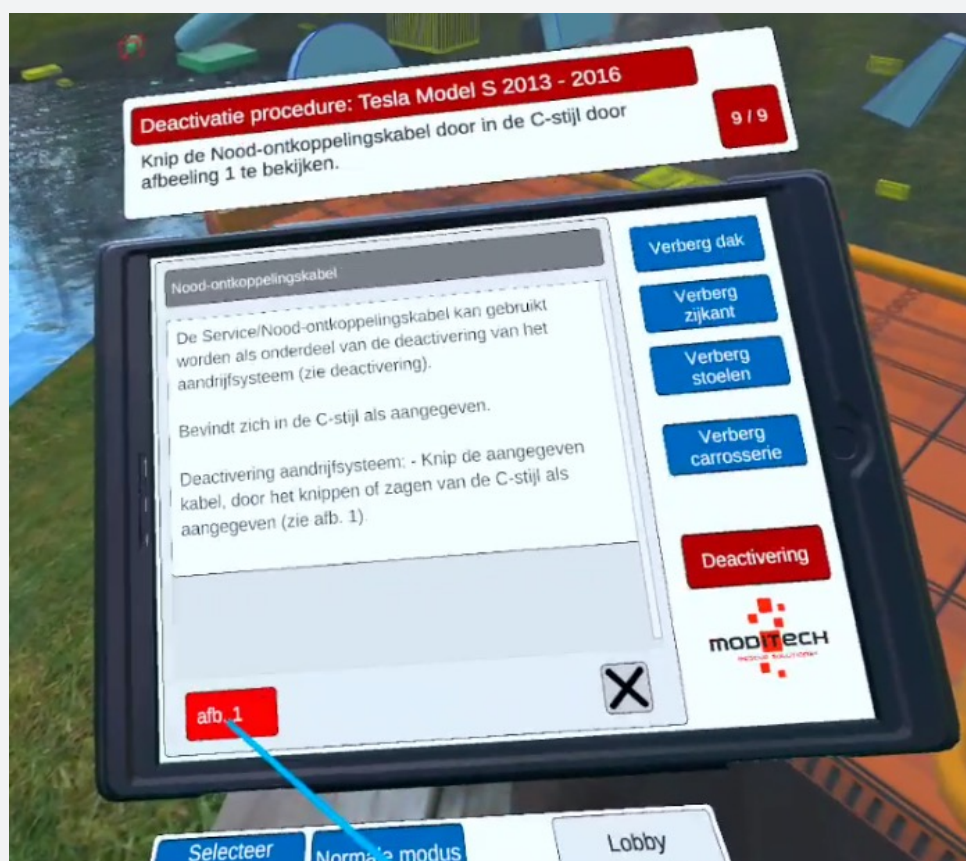 Deactivatie procedure: Tesla Model S 2013 - 2016
Knip de Nood-ontkoppelingskabel door in de C-stijl door
afbeeling 1 te bekijken.
9 / 9
Nood-ontkoppelingskabel
De Service/Nood-ontkoppelingskabel kan gebruikt
worden als onderdeel van de deactivering van het
aandrijfsysteem (zie deactivering).
Bevindt zich in de C-stijl als aangegeven.
Deactivering aandrijfsysteem: - Knip de aangegeven
kabel, door het knippen of zagen van de C-stijl als
aangegeven (zie afb. 1)
afb. 1
X
Verberg dak
Verberg
zijkant
Verberg
stoelen
Verberg
carrosserie
Deactivering
MODITECH
RESCUE SOLUTIONS
Selecteer
Normale modus
Lobby